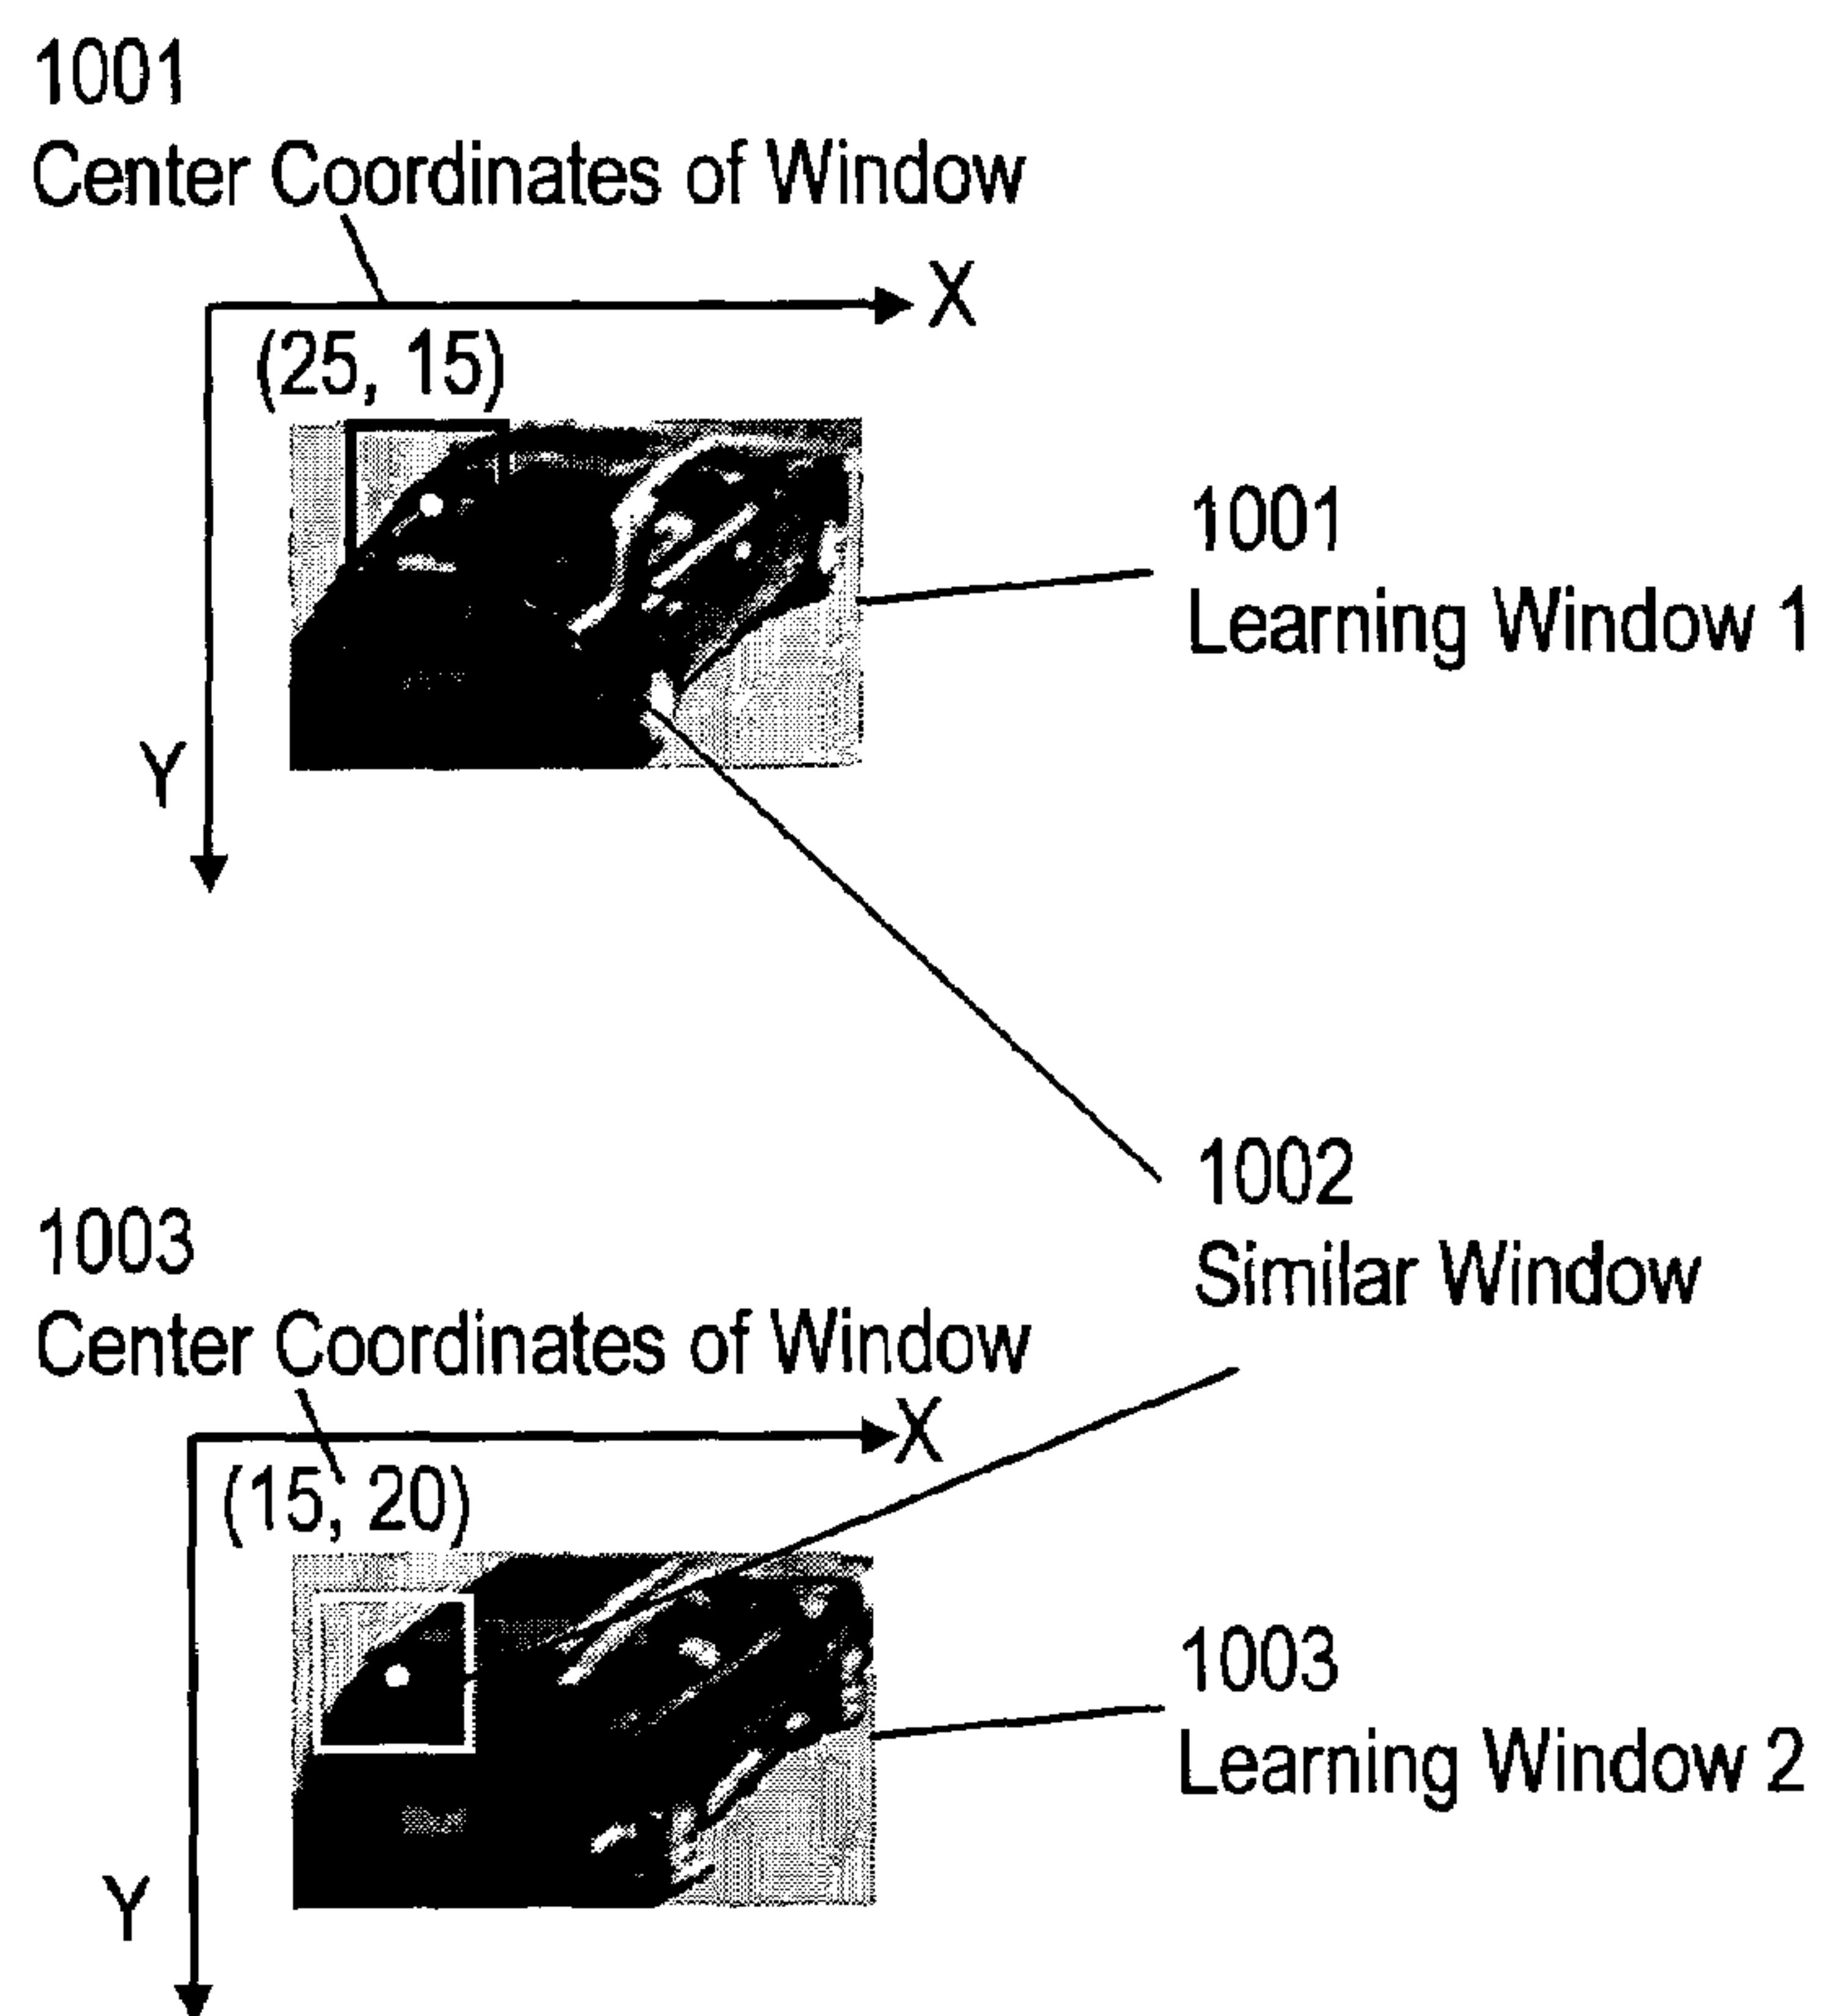 1001
Center Coordinates of Window
X
(25, 15)
1001
Learning Window 1
Y
1002
Similar Window
1003
Center Coordinates of Window
X
(15, 20)
1003
Learning Window 2
Y